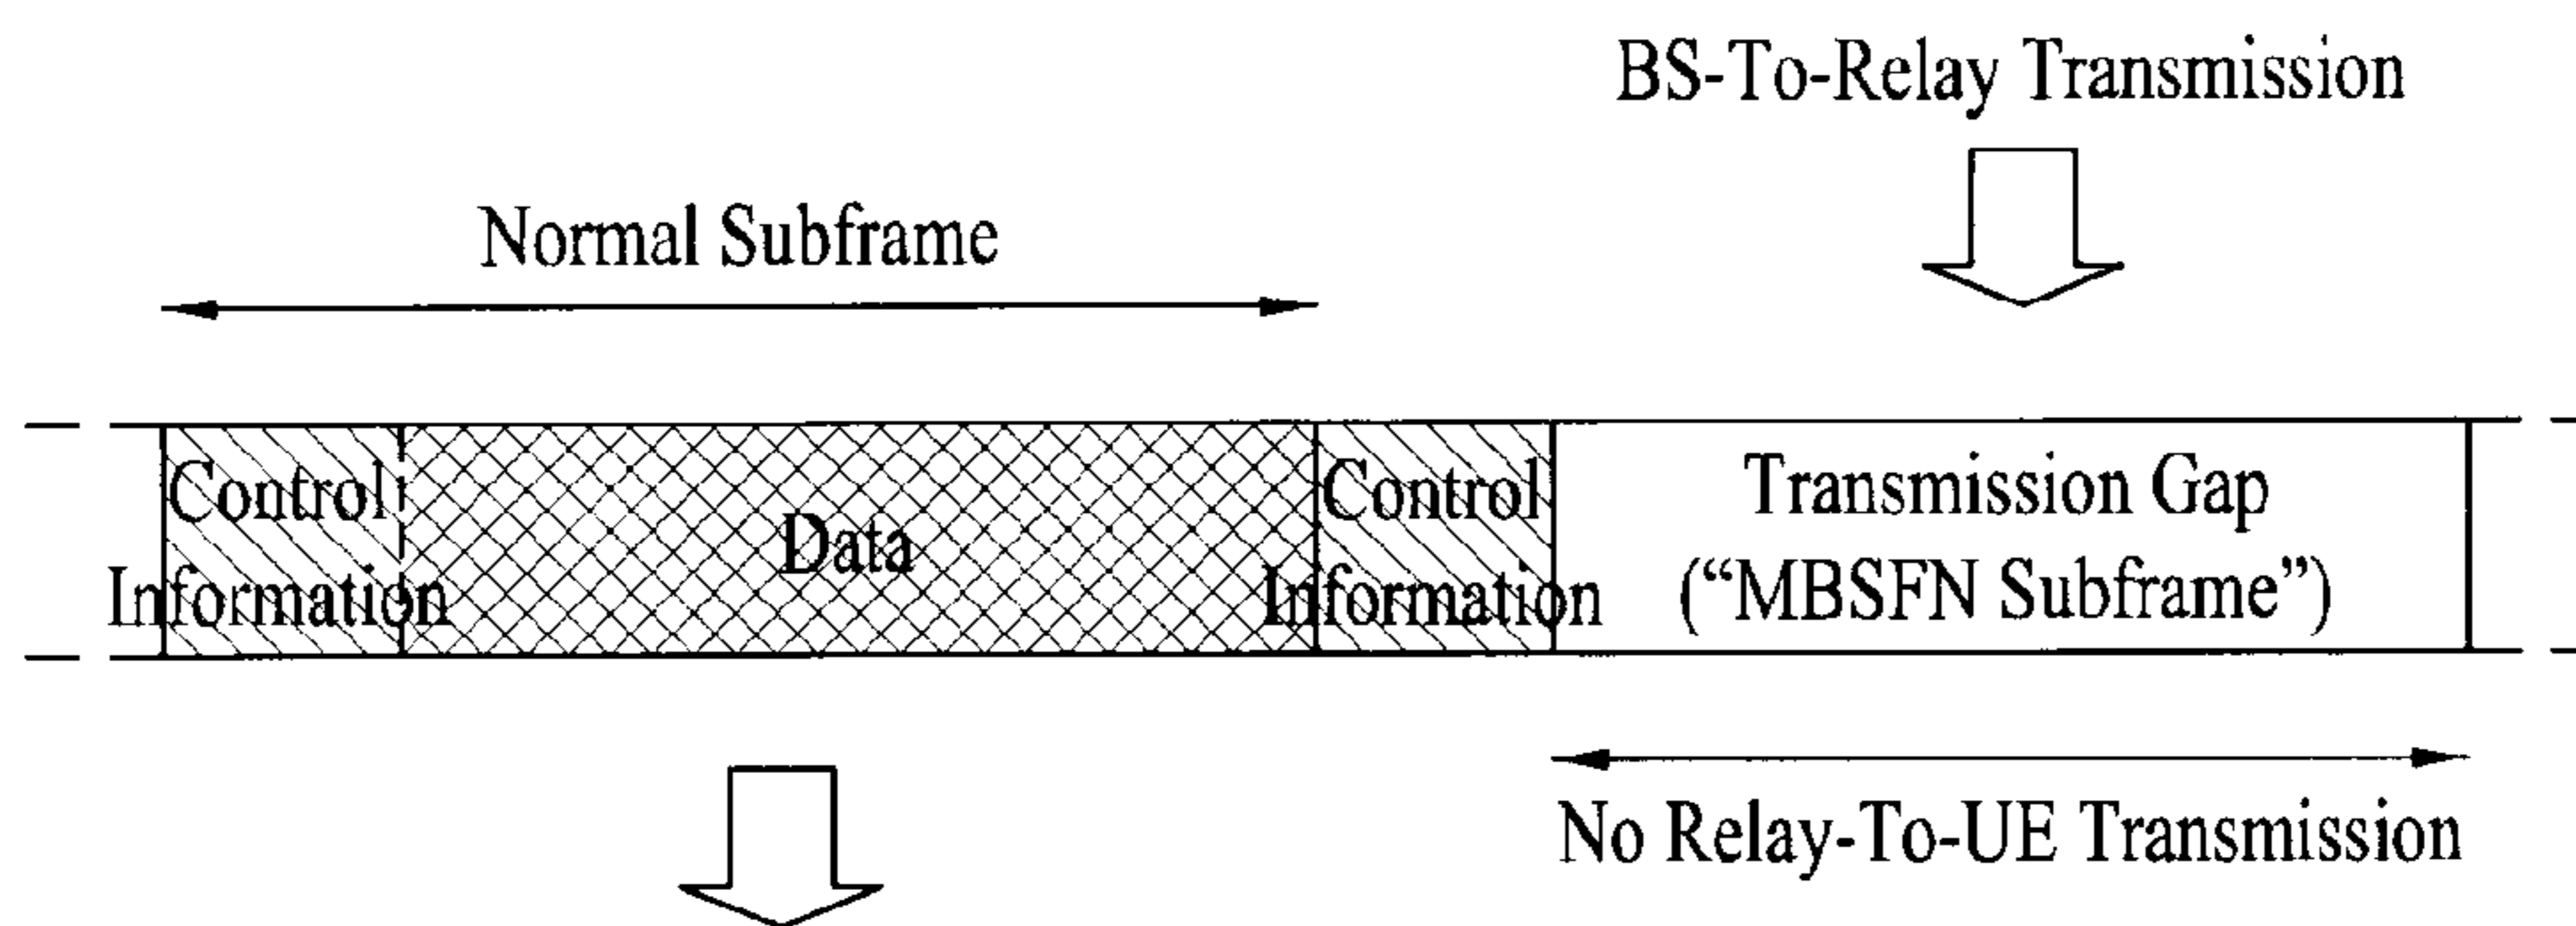 BS-To-Relay Transmission
Normal Subframe
Control
Information
Data
Control
Information
Transmission Gap
(“MBSFN Subframe”)
No Relay-To-UE Transmission